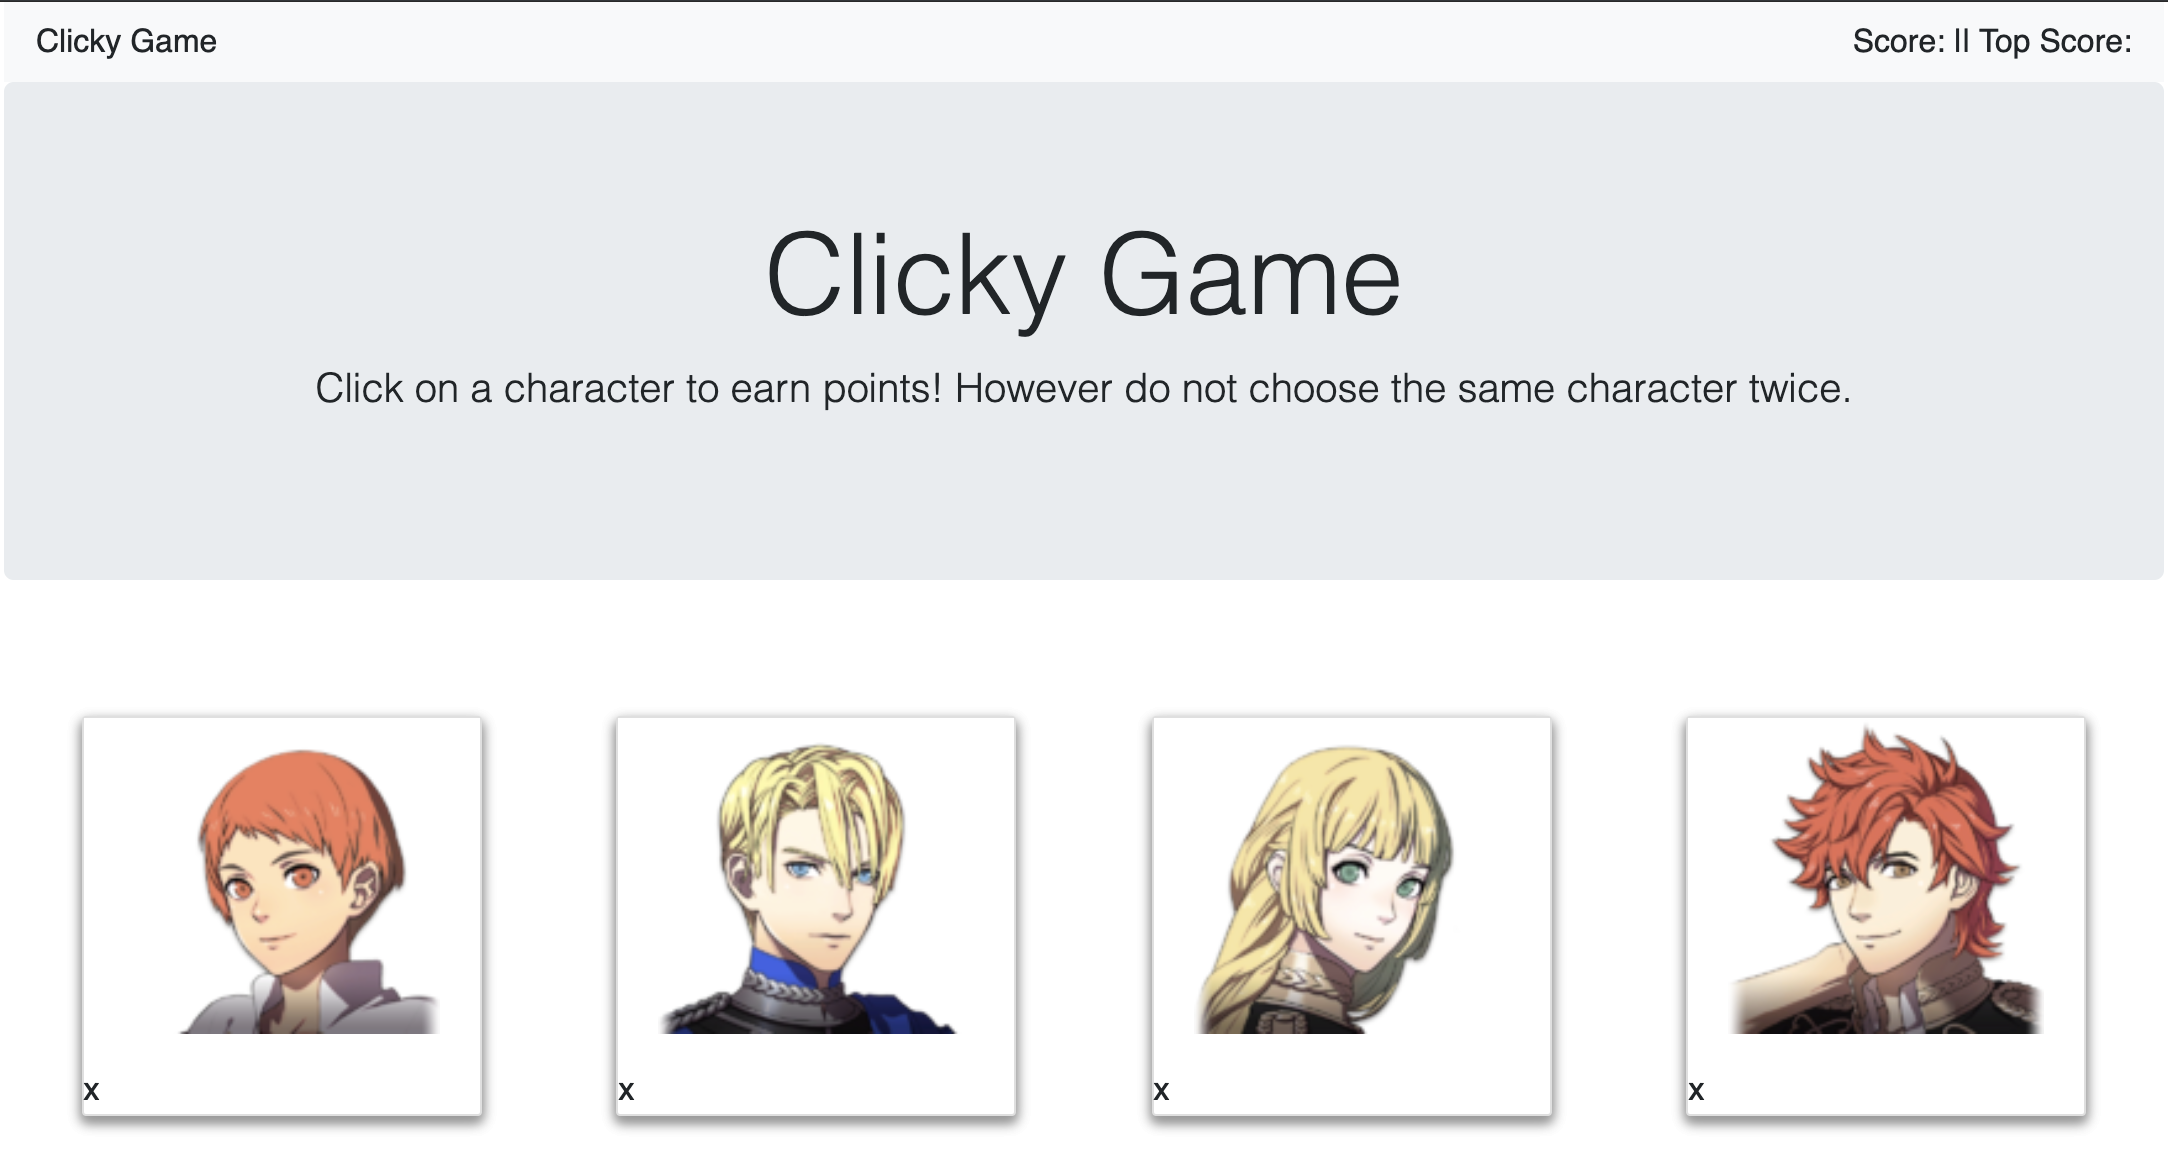 Clicky Game
Score: || Top Score:
Clicky Game
Click on a character to earn points! However do not choose the same character twice.
x
x
x
x